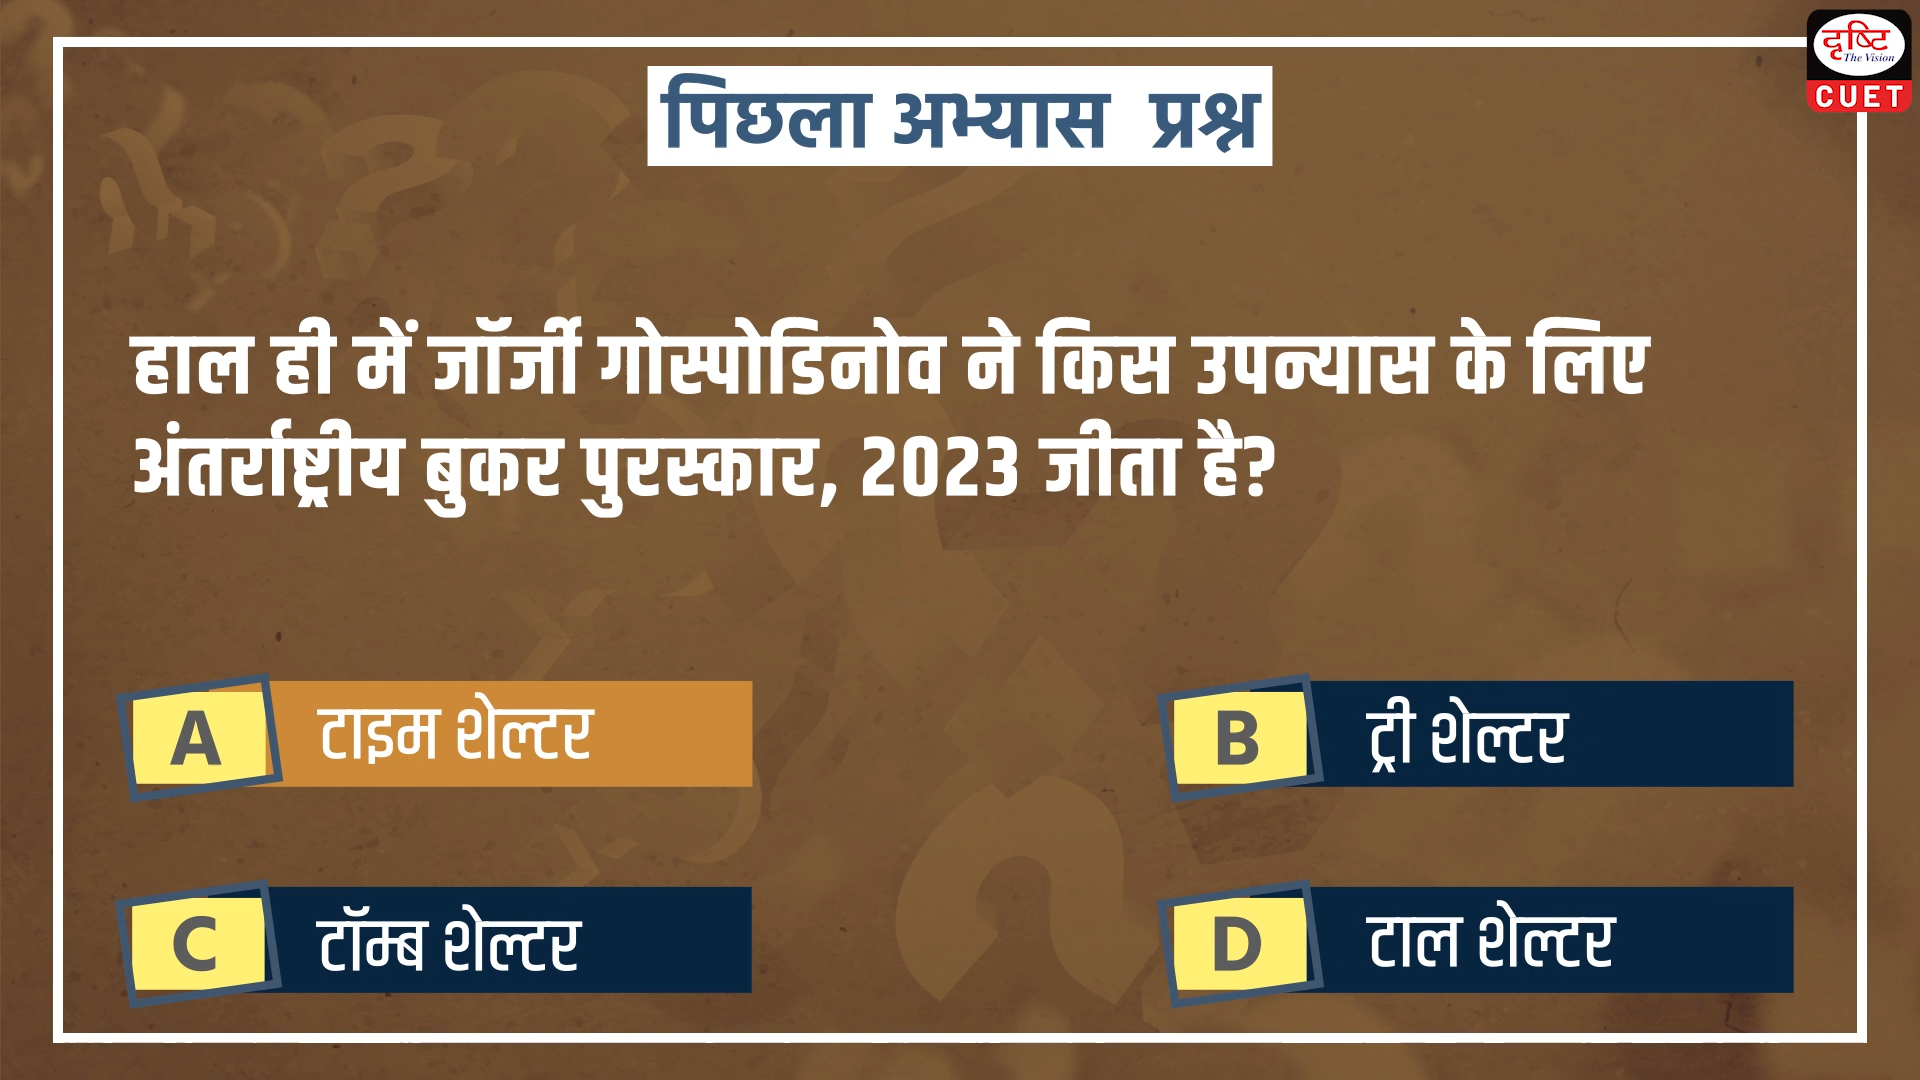 दृष्टि
The Vision
CUET
पिछला अभ्यास प्रश्न
हाल ही में जॉर्जी गोस्पोडिनोव ने किस उपन्यास के लिए
अंतर्राष्ट्रीय बुकर पुरस्कार, 2023 जीता है?
A टाइम शेल्टर
B ट्री शेल्टर
C टॉम्ब शेल्टर
D टाल शेल्टर